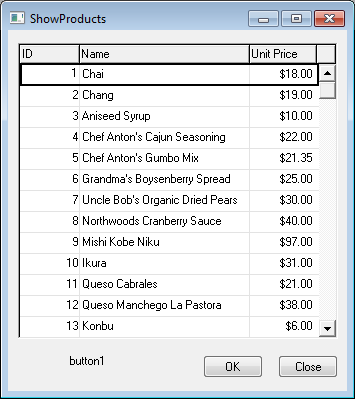 ShowProducts
ID Name Unit Price
1 Chai $18.00
2 Chang $19.00
3 Aniseed Syrup $10.00
4 Chef Anton's Cajun Seasoning $22.00
5 Chef Anton's Gumbo Mix $21.35
6 Grandma's Boysenberry Spread $25.00
7 Uncle Bob's Organic Dried Pears $30.00
8 Northwoods Cranberry Sauce $40.00
9 Mishi Kobe Niku $97.00
10 Ikura $31.00
11 Queso Cabrales $21.00
12 Queso Manchego La Pastora $38.00
13 Konbu $6.00
button1 OK Close